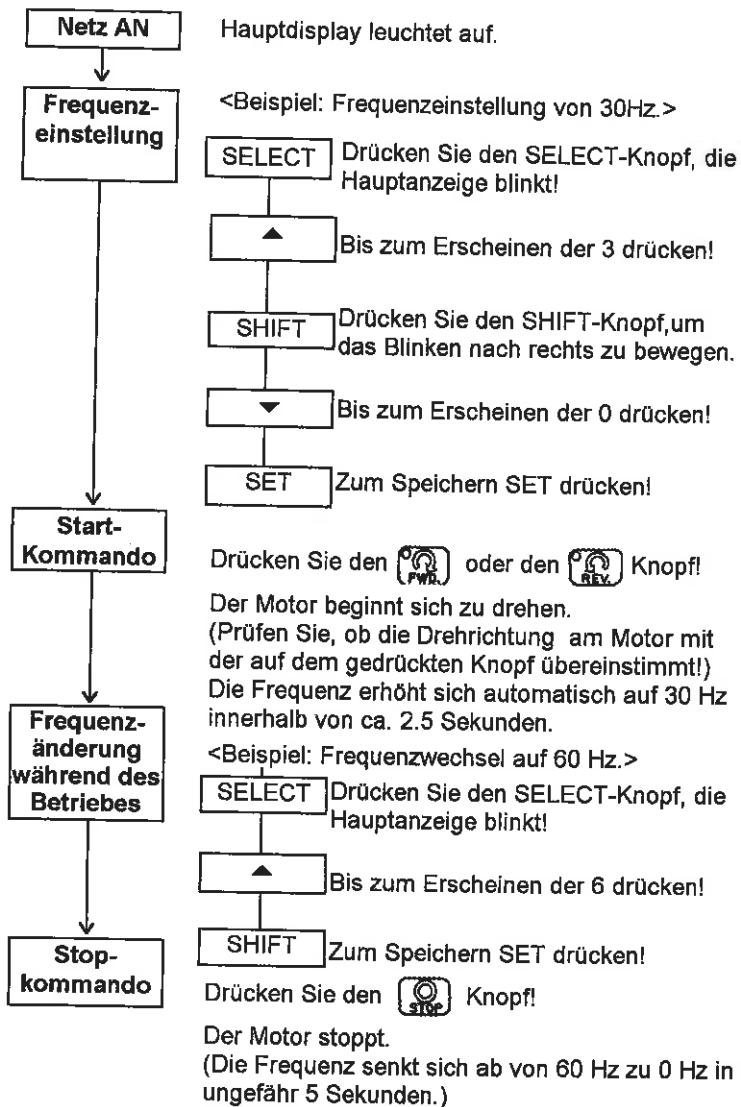 Netz AN
Hauptdisplay leuchtet auf.
Frequenz-
einstellung
<Beispiel: Frequenzeinstellung von 30Hz.>
SELECT
Drücken Sie den SELECT-Knopf, die
Hauptanzeige blinkt!
▲
Bis zum Erscheinen der 3 drücken!
SHIFT
Drücken Sie den SHIFT-Knopf,um
das Blinken nach rechts zu bewegen.
▼
Bis zum Erscheinen der 0 drücken!
SET
Zum Speichern SET drücken!
Start-
Kommando
Drücken Sie den FWD. oder den REV. Knopf!
Der Motor beginnt sich zu drehen.
(Prüfen Sie, ob die Drehrichtung am Motor mit
der auf dem gedrückten Knopf übereinstimmt!)
Die Frequenz erhöht sich automatisch auf 30 Hz
innerhalb von ca. 2.5 Sekunden.
Frequenz-
änderung
während des
Betriebes
<Beispiel: Frequenzwechsel auf 60 Hz.>
SELECT
Drücken Sie den SELECT-Knopf, die
Hauptanzeige blinkt!
▲
Bis zum Erscheinen der 6 drücken!
SHIFT
Zum Speichern SET drücken!
Stop-
kommando
Drücken Sie den STOP Knopf!
Der Motor stoppt.
(Die Frequenz senkt sich ab von 60 Hz zu 0 Hz in
ungefähr 5 Sekunden.)